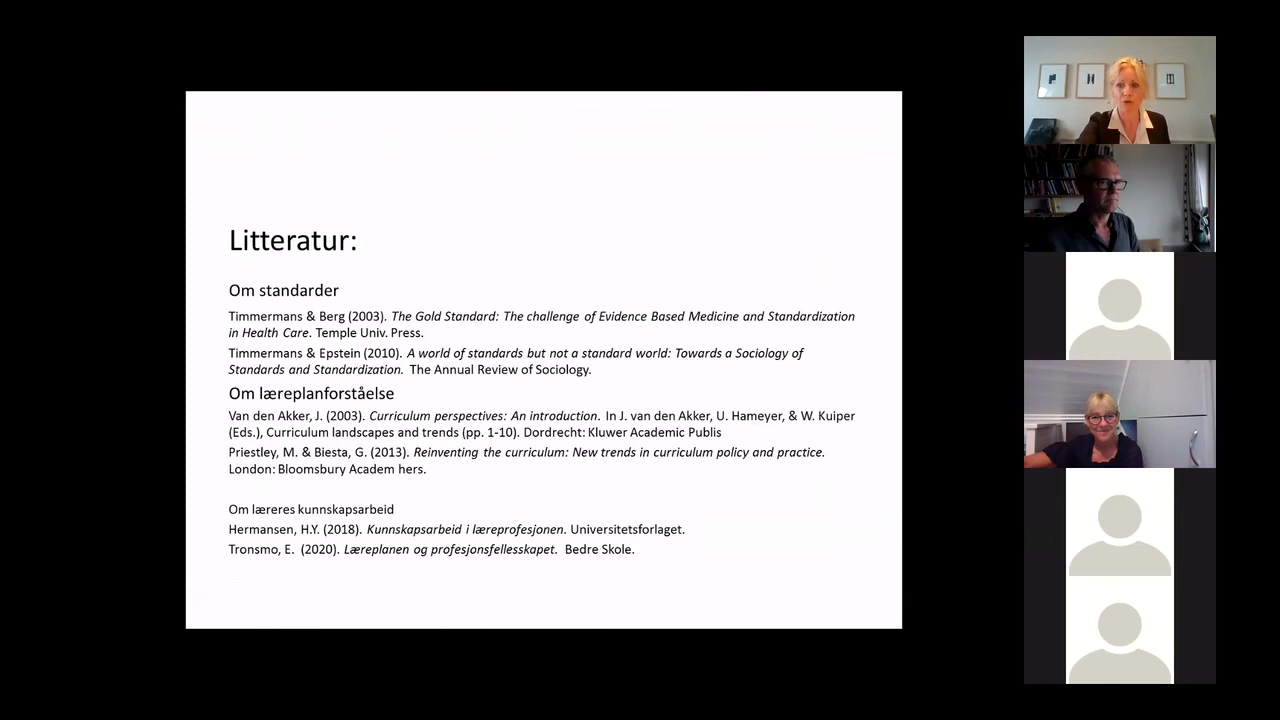 Litteratur:
Om standarder
Timmermans & Berg (2003). The Gold Standard: The challenge of Evidence Based Medicine and Standardization
in Health Care. Temple Univ. Press.
Timmermans & Epstein (2010). A world of standards but not a standard world: Towards a Sociology of
Standards and Standardization. The Annual Review of Sociology.
Om læreplanforståelse
Van den Akker, J. (2003). Curriculum perspectives: An introduction. In J. van den Akker, U. Hameyer, & W. Kuiper
(Eds.), Curriculum landscapes and trends (pp. 1-10). Dordrecht: Kluwer Academic Publis
Priestley, M. & Biesta, G. (2013). Reinventing the curriculum: New trends in curriculum policy and practice.
London: Bloomsbury Academ hers.
Om læreres kunnskapsarbeid
Hermansen, H.Y. (2018). Kunnskapsarbeid i læreprofesjonen. Universitetsforlaget.
Tronsmo, E. (2020). Læreplanen og profesjonsfellesskapet. Bedre Skole.